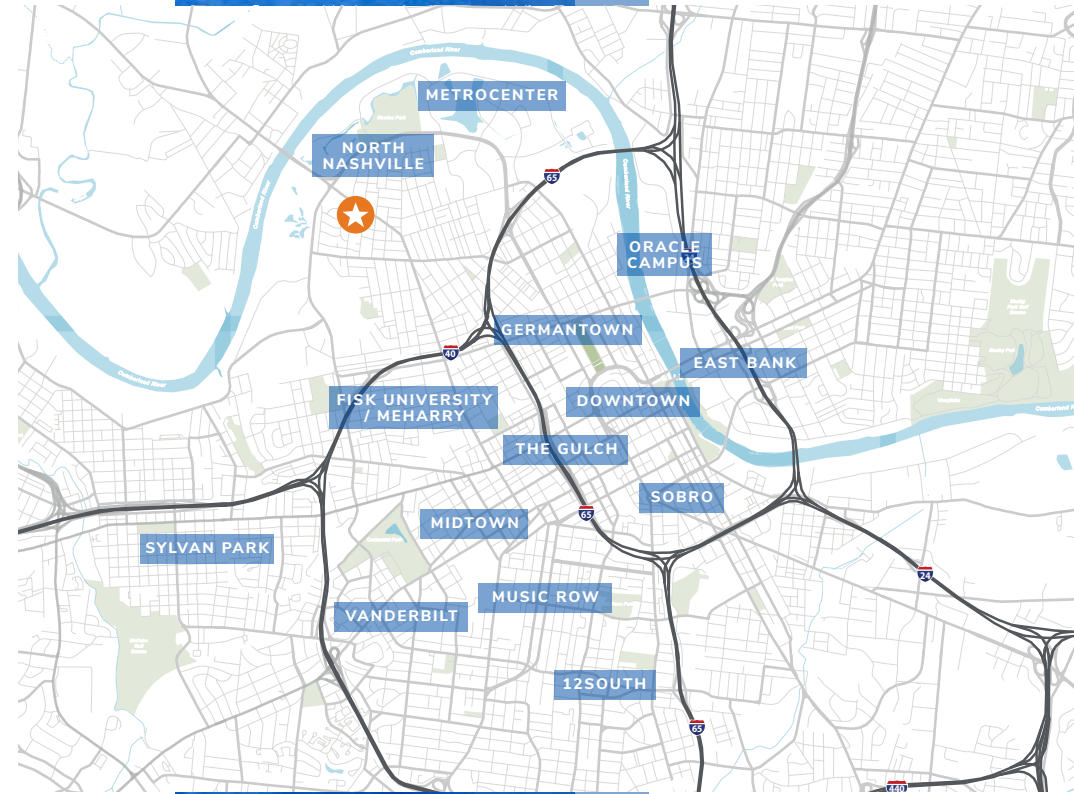 Cumberland River
METROCENTER
NORTH
NASHVILLE
65
Cumberland River
Cumberland River
ORACLE
CAMPUS
GERMANTOWN
40
EAST BANK
Cumberland River
FISK UNIVERSITY
/ MEHARRY
DOWNTOWN
THE GULCH
SOBRO
65
MIDTOWN
SYLVAN PARK
24
MUSIC ROW
VANDERBILT
12SOUTH
65
440